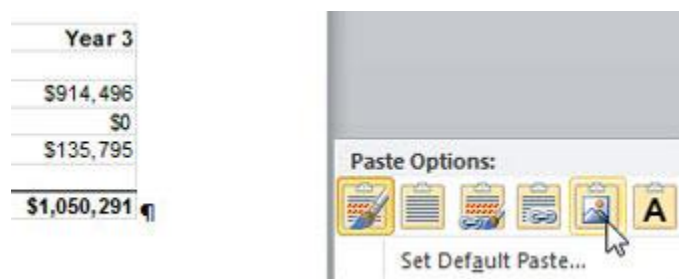 Year 3
$914,496
$0
$135,795
$1,050,291 ¶
Paste Options:
A
Set Default Paste...